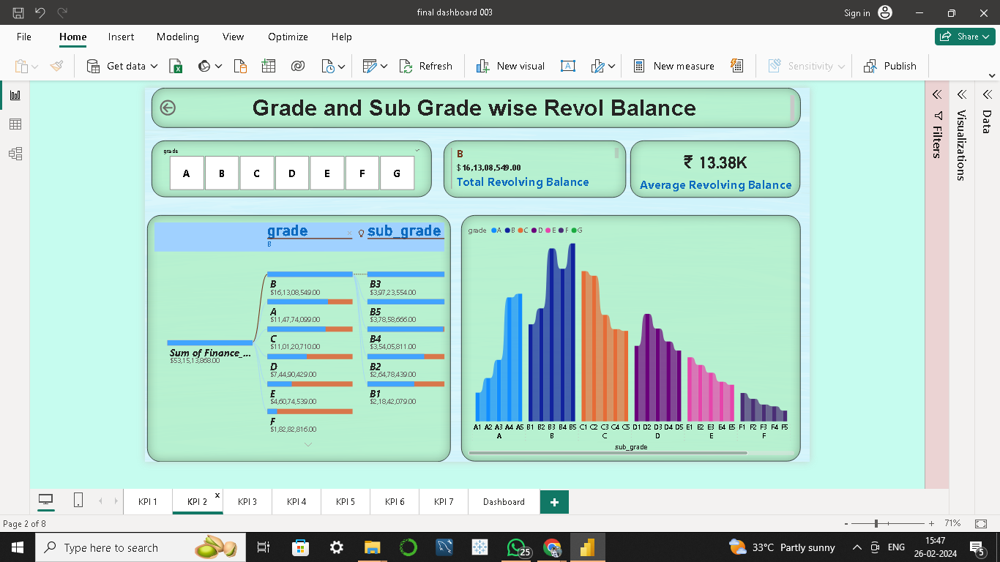 final dashboard 003
Sign in
File Home Insert Modeling View Optimize Help
Share
Get data
Refresh
New visual
A
New measure
Sensitivity
Publish
Grade and Sub Grade wise Revol Balance
grade
A B C D E F G
B
$ 16,13,08,549.00
Total Revolving Balance
₹ 13.38K
Average Revolving Balance
grade
B
sub_grade
Sum of Finance_...
$53,15,13,868.00
B
$16,13,08,549.00
A
$11,47,74,099.00
C
$11,01,20,710.00
D
$7,44,90,429.00
E
$4,60,74,539.00
F
$1,82,82,816.00
B3
$3,97,23,554.00
B5
$3,78,58,666.00
B4
$3,54,05,811.00
B2
$2,64,78,439.00
B1
$2,18,42,079.00
grade A B C D E F G
A1 A2 A3 A4 A5 B1 B2 B3 B4 B5 C1 C2 C3 C4 C5 D1 D2 D3 D4 D5 E1 E2 E3 E4 E5 F1 F2 F3 F4 F5
A B C D E F
sub_grade
Filters
Visualizations
Data
KPI 1 KPI 2 x KPI 3 KPI 4 KPI 5 KPI 6 KPI 7 Dashboard +
Page 2 of 8
- + 71%
Type here to search
25
33°C Partly sunny
ENG
15:47
26-02-2024
5